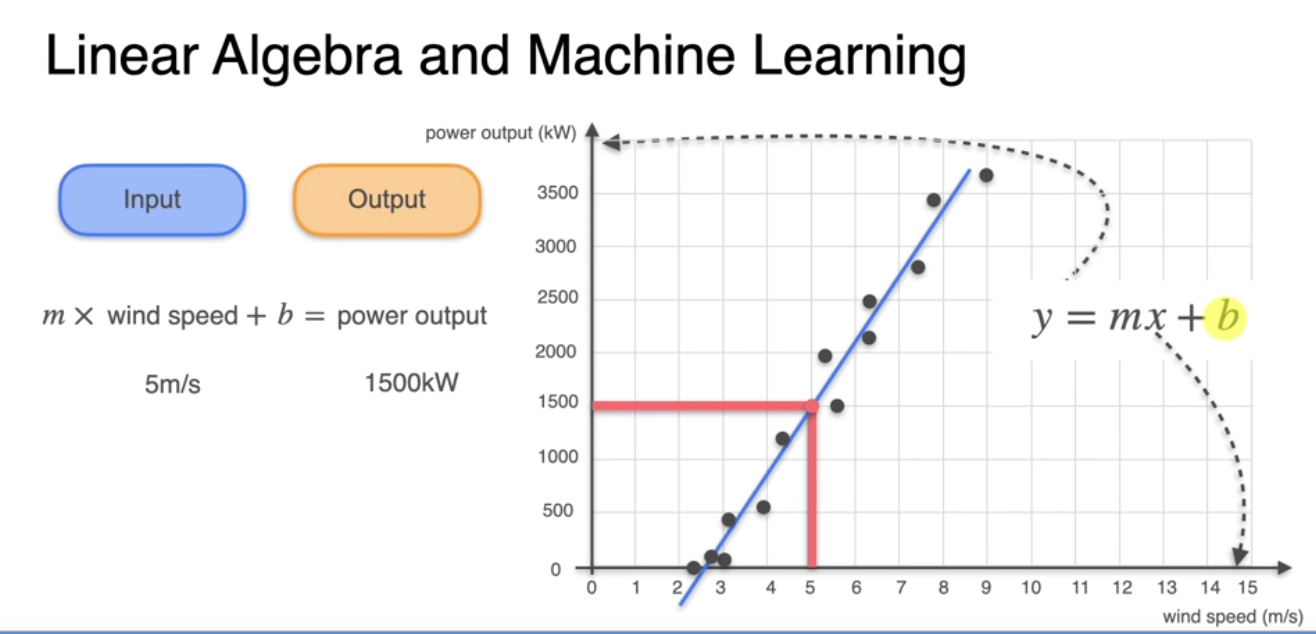 Linear Algebra and Machine Learning
power output (kW)
Input
Output
m × wind speed + b = power output
5m/s
1500kW
3500
3000
2500
2000
1500
1000
500
0
y = mx + b
0 1 2 3 4 5 6 7 8 9 10 11 12 13 14 15
wind speed (m/s)